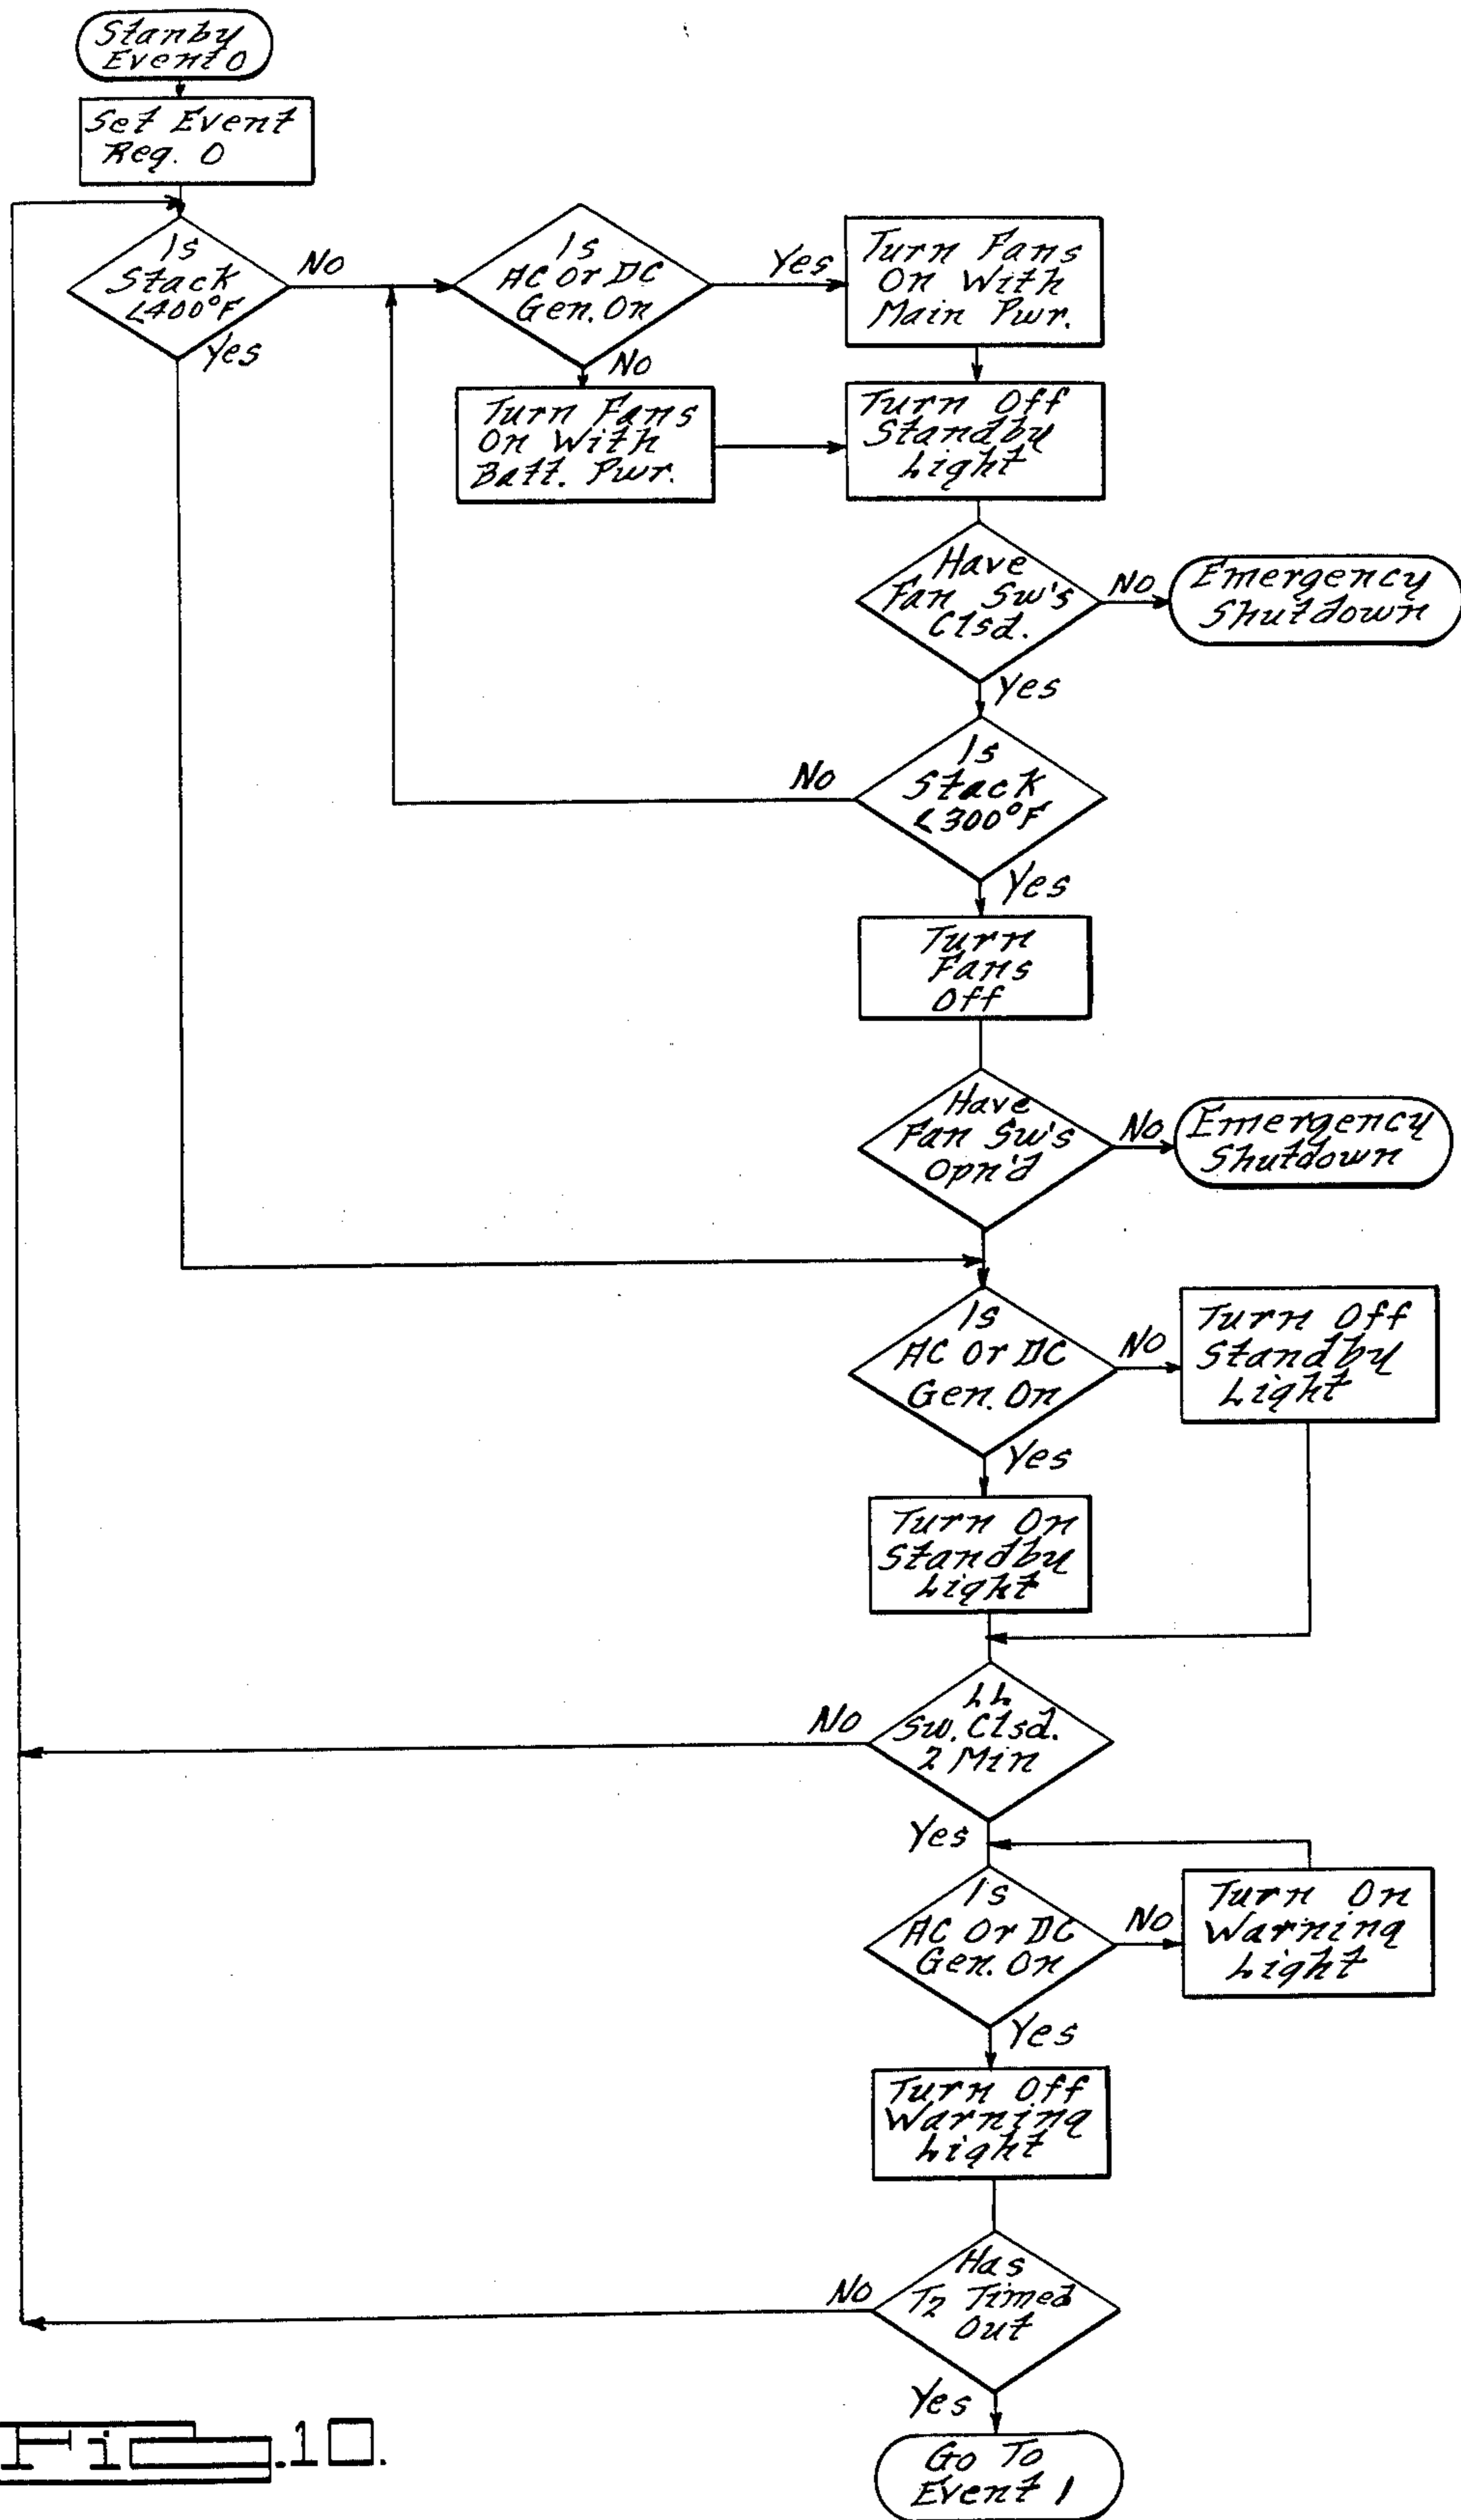 Stanby
Event 0
Set Event
Reg. 0
Is
Stack
<400°F
No
Yes
Is
AC Or DC
Gen. On
Yes
No
Turn Fans
On With
Main Pwr.
Turn Fans
On With
Batt. Pwr.
Turn Off
Standby
Light
Have
Fan Sw's
Clsd.
No
Emergency
Shutdown
Yes
Is
Stack
<300°F
No
Yes
Turn
Fans
Off
Have
Fan Sw's
Opn'd
No
Emergency
Shutdown
Is
AC Or DC
Gen. On
No
Turn Off
Standby
Light
Yes
Turn On
Standby
Light
LL
Sw. Clsd.
2 Min
No
Yes
Is
AC Or DC
Gen. On
No
Turn On
Warning
Light
Yes
Turn Off
Warning
Light
Has
T2 Timed
Out
No
Yes
Go To
Event 1
Fig. 10.